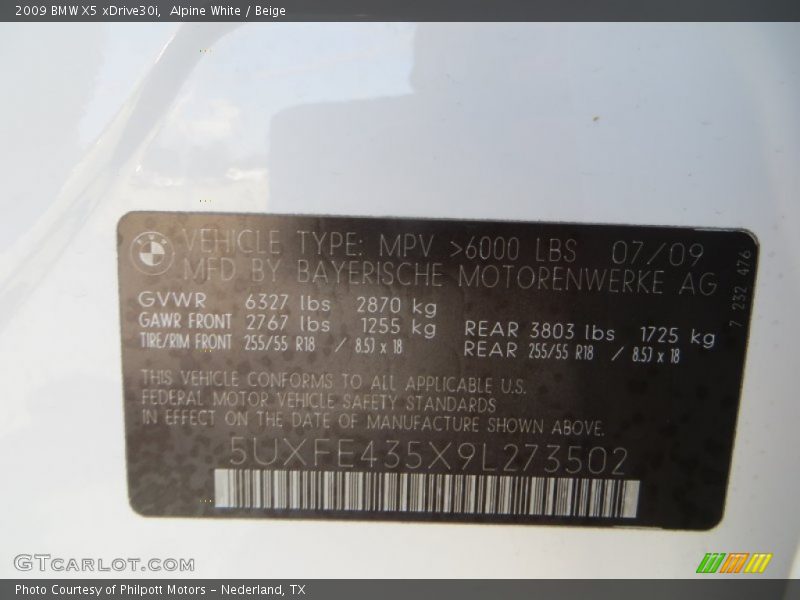 2009 BMW X5 xDrive30i, Alpine White / Beige
VEHICLE TYPE: MPV >6000 LBS 07/09
MFD BY BAYERISCHE MOTORENWERKE AG
7 232 476
GVWR 6327 lbs 2870 kg
GAWR FRONT 2767 lbs 1255 kg REAR 3803 lbs 1725 kg
TIRE/RIM FRONT 255/55 R18 / 8.5J x 18 REAR 255/55 R18 / 8.5J x 18
THIS VEHICLE CONFORMS TO ALL APPLICABLE U.S.
FEDERAL MOTOR VEHICLE SAFETY STANDARDS
IN EFFECT ON THE DATE OF MANUFACTURE SHOWN ABOVE.
5UXFE435X9L273502
GTCARLOT.COM
Photo Courtesy of Philpott Motors - Nederland, TX